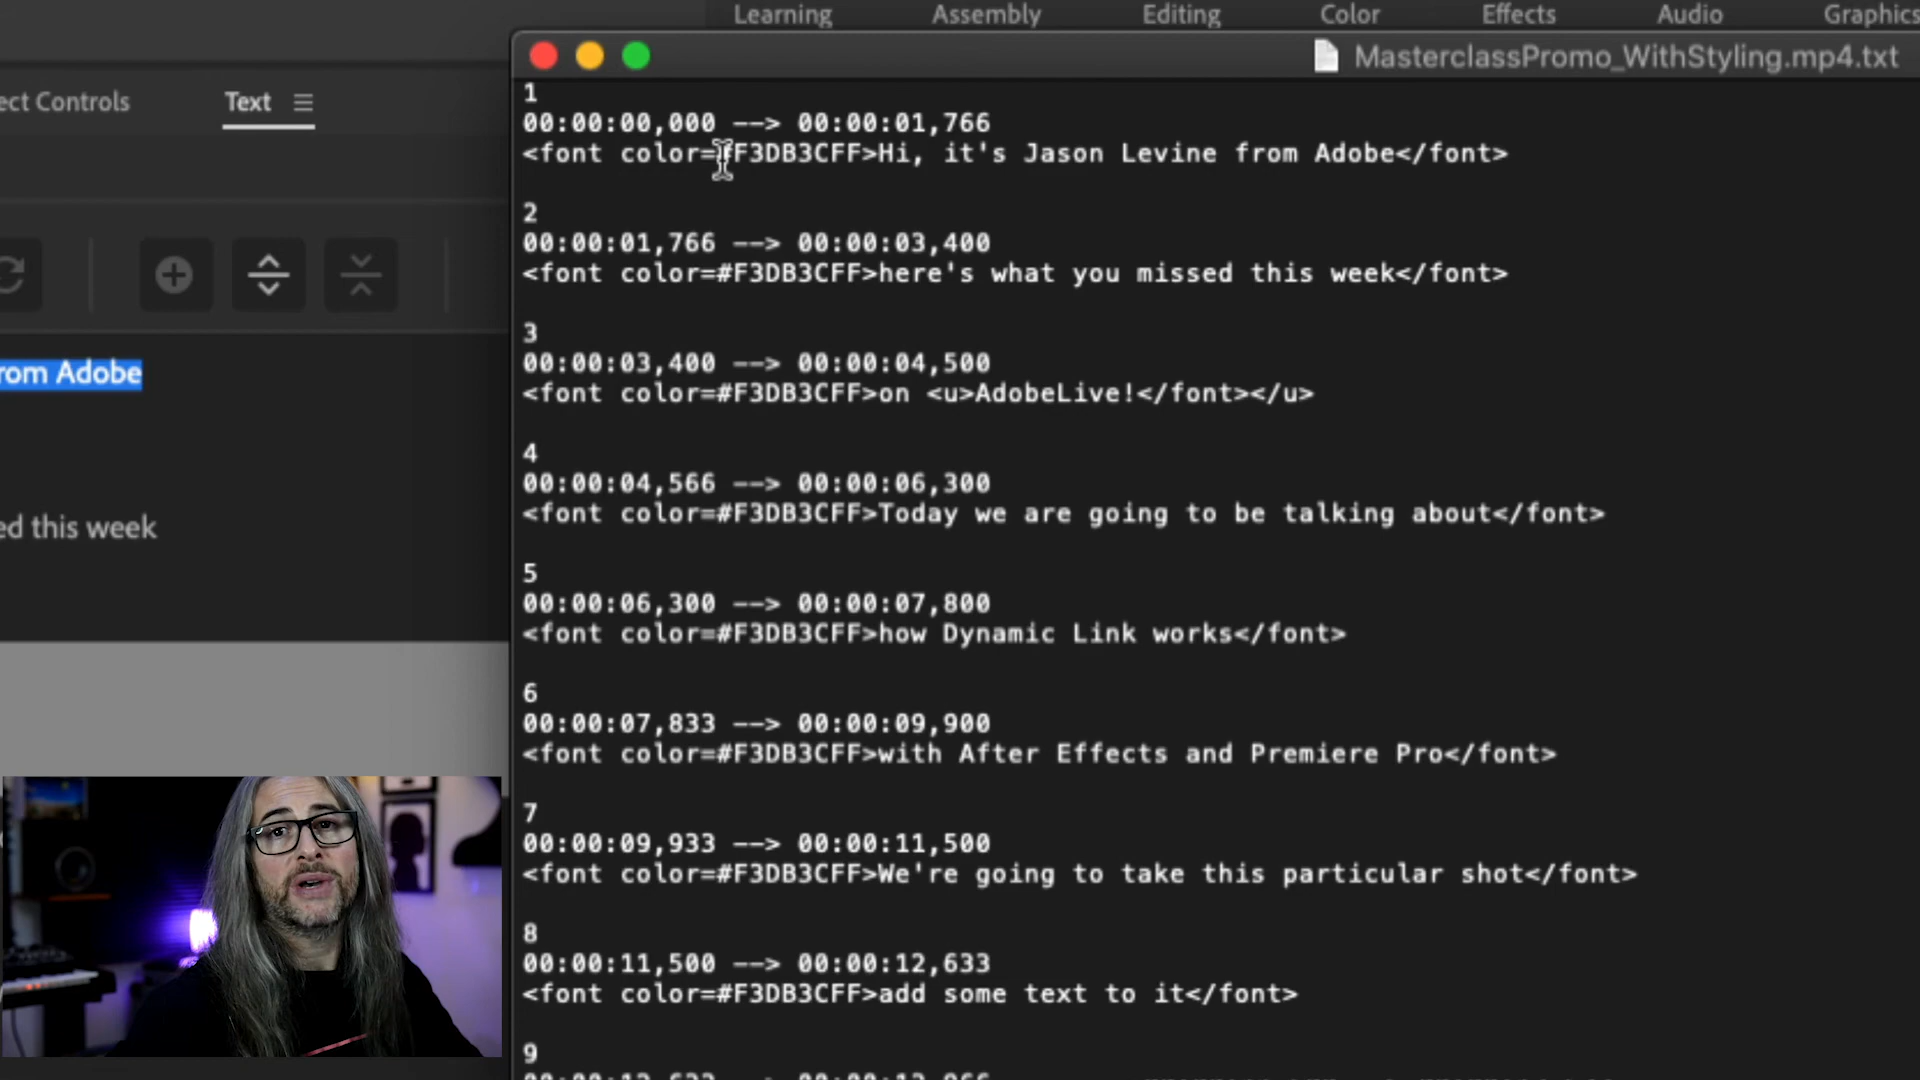 Learning Assembly Editing Color Effects Audio Graphics
MasterclassPromo_WithStyling.mp4.txt
ect Controls
Text
rom Adobe
ed this week
1
00:00:00,000 --> 00:00:01,766
<font color=#F3DB3CFF>Hi, it's Jason Levine from Adobe</font>
2
00:00:01,766 --> 00:00:03,400
<font color=#F3DB3CFF>here's what you missed this week</font>
3
00:00:03,400 --> 00:00:04,500
<font color=#F3DB3CFF>on <u>AdobeLive!</font></u>
4
00:00:04,566 --> 00:00:06,300
<font color=#F3DB3CFF>Today we are going to be talking about</font>
5
00:00:06,300 --> 00:00:07,800
<font color=#F3DB3CFF>how Dynamic Link works</font>
6
00:00:07,833 --> 00:00:09,900
<font color=#F3DB3CFF>with After Effects and Premiere Pro</font>
7
00:00:09,933 --> 00:00:11,500
<font color=#F3DB3CFF>We're going to take this particular shot</font>
8
00:00:11,500 --> 00:00:12,633
<font color=#F3DB3CFF>add some text to it</font>
9